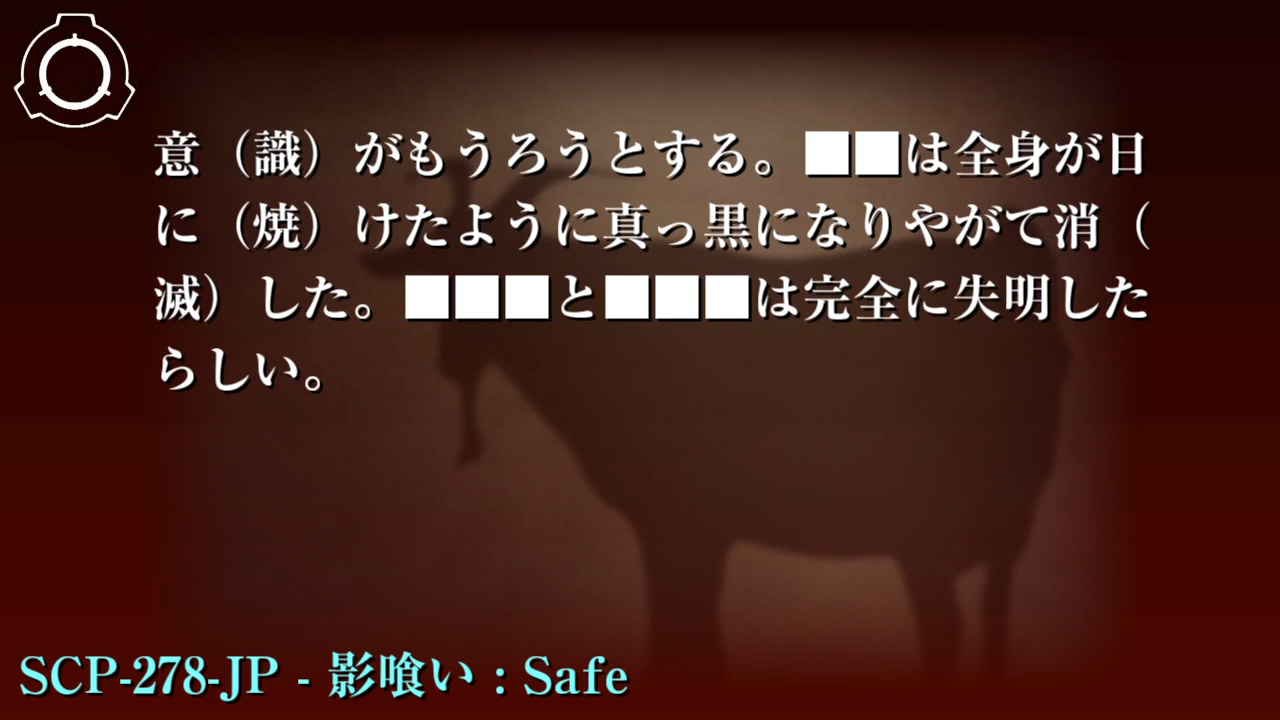 意（識）がもうろうとする。■■は全身が日
に（焼）けたように真っ黒になりやがて消（
滅）した。■■■と■■■は完全に失明した
らしい。
SCP-278-JP - 影喰い : Safe